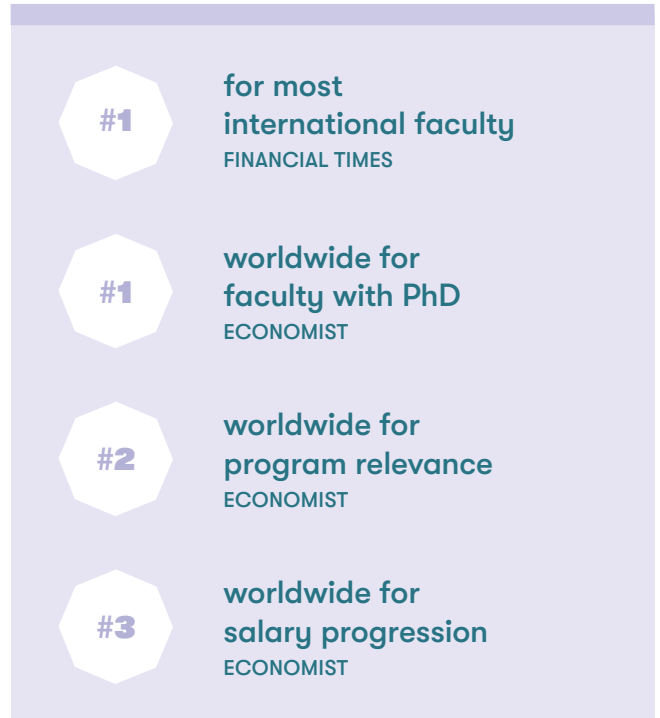 #1
for most
international faculty
FINANCIAL TIMES
#1
worldwide for
faculty with PhD
ECONOMIST
#2
worldwide for
program relevance
ECONOMIST
#3
worldwide for
salary progression
ECONOMIST